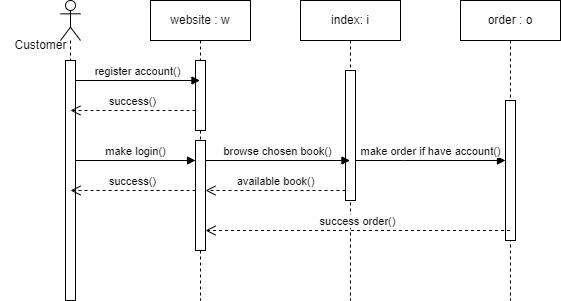 website : w
index: i
order : o
Customer
register account()
success()
make login()
browse chosen book()
make order if have account()
success()
available book()
success order()